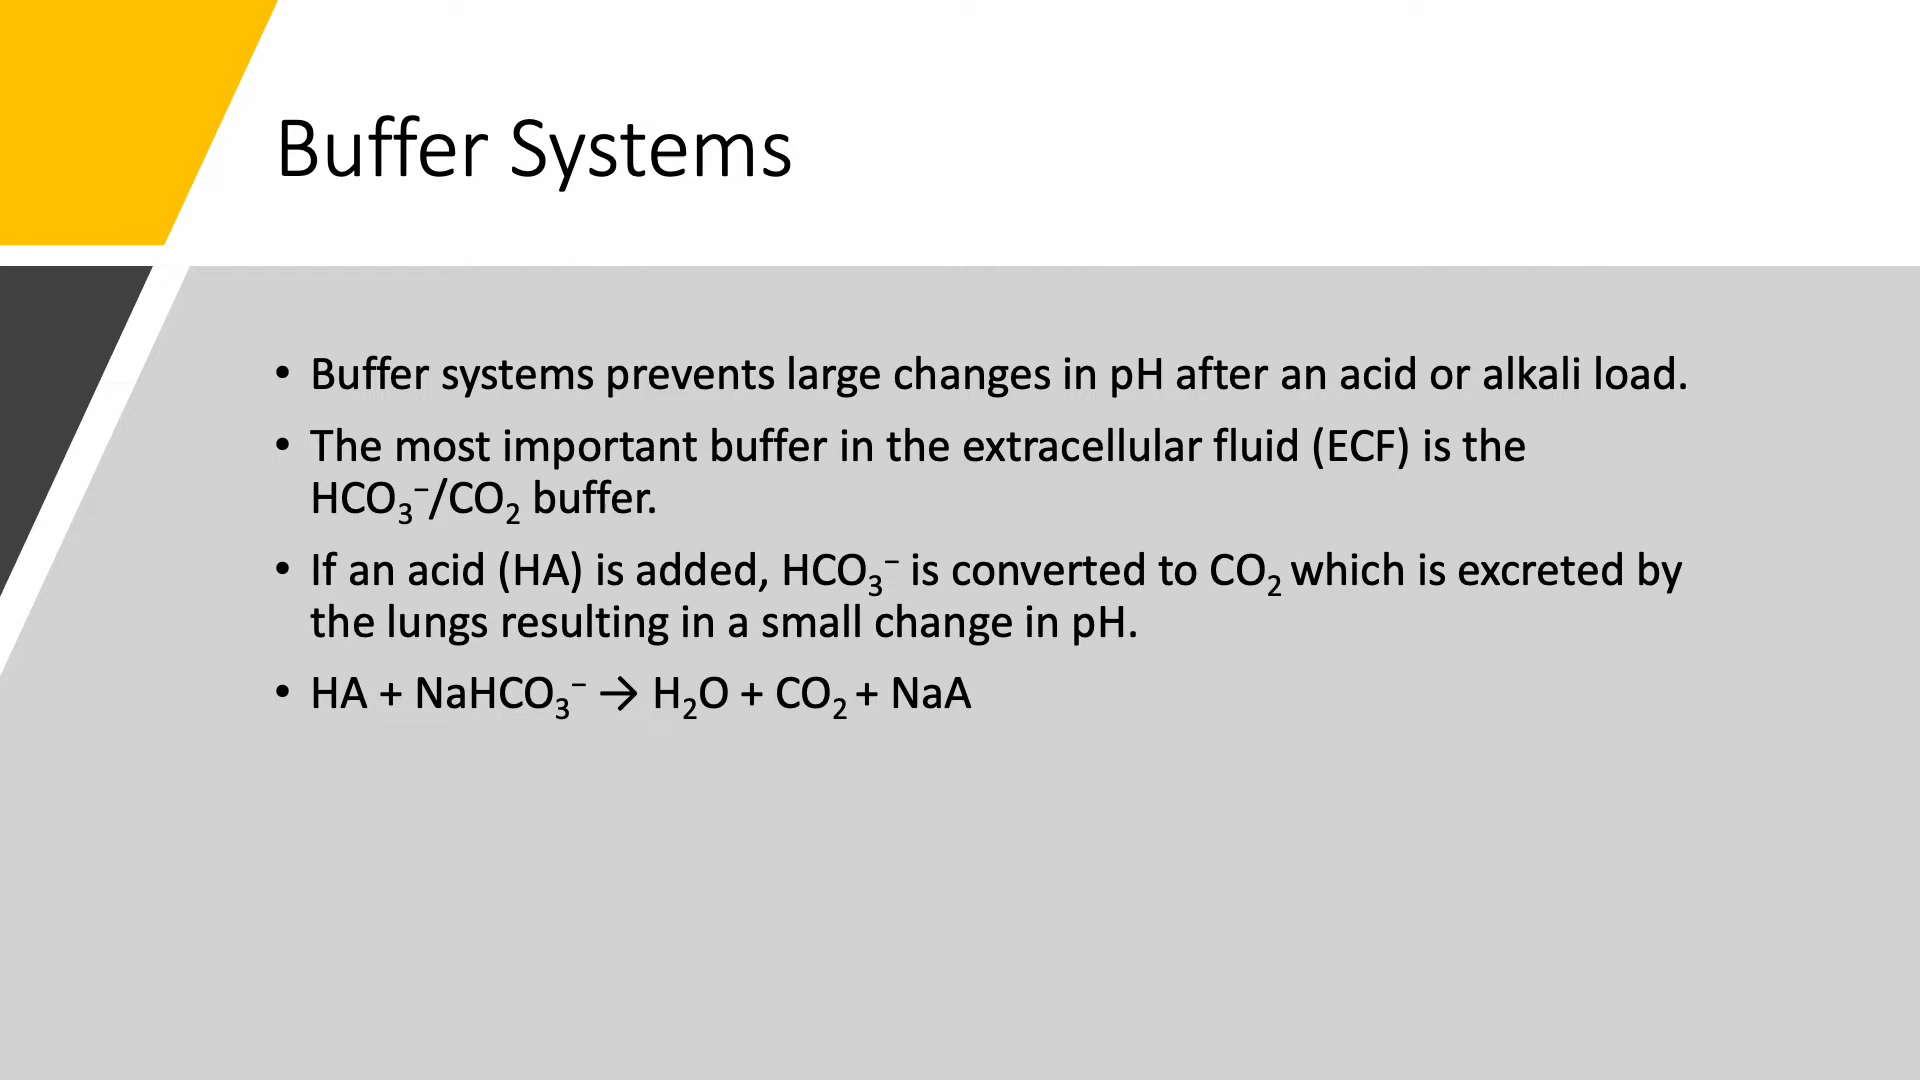 Buffer Systems
• Buffer systems prevents large changes in pH after an acid or alkali load.
• The most important buffer in the extracellular fluid (ECF) is the
HCO₃⁻/CO₂ buffer.
• If an acid (HA) is added, HCO₃⁻ is converted to CO₂ which is excreted by
the lungs resulting in a small change in pH.
• HA + NaHCO₃⁻ → H₂O + CO₂ + NaA